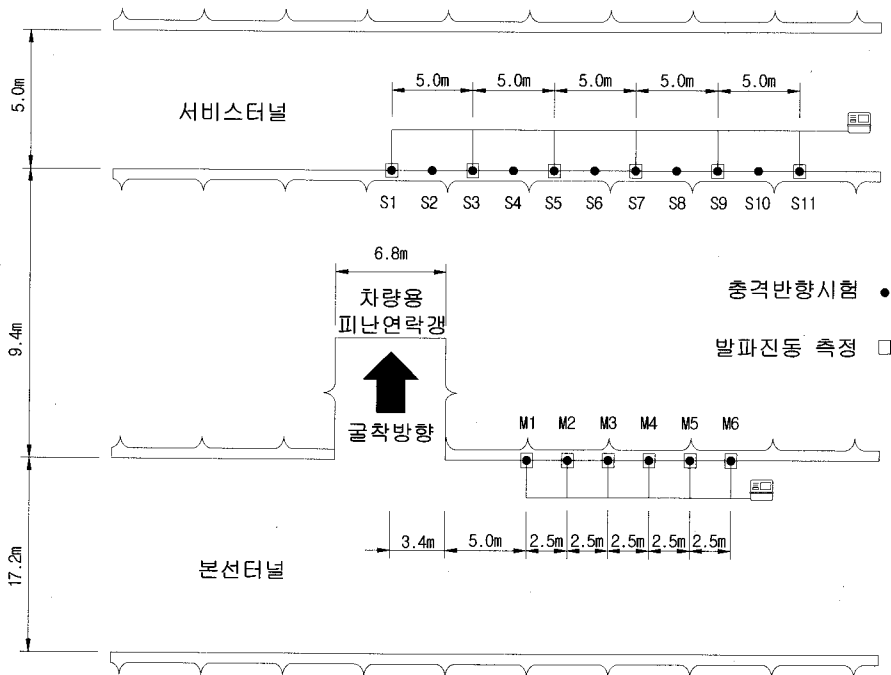 5.0m 5.0m 5.0m 5.0m 5.0m
5.0m
서비스터널
S1 S2 S3 S4 S5 S6 S7 S8 S9 S10 S11
6.8m
차량용
피난연락갱
충격반향시험
발파진동 측정
9.4m
굴착방향
M1 M2 M3 M4 M5 M6
3.4m 5.0m 2.5m 2.5m 2.5m 2.5m 2.5m
본선터널
17.2m